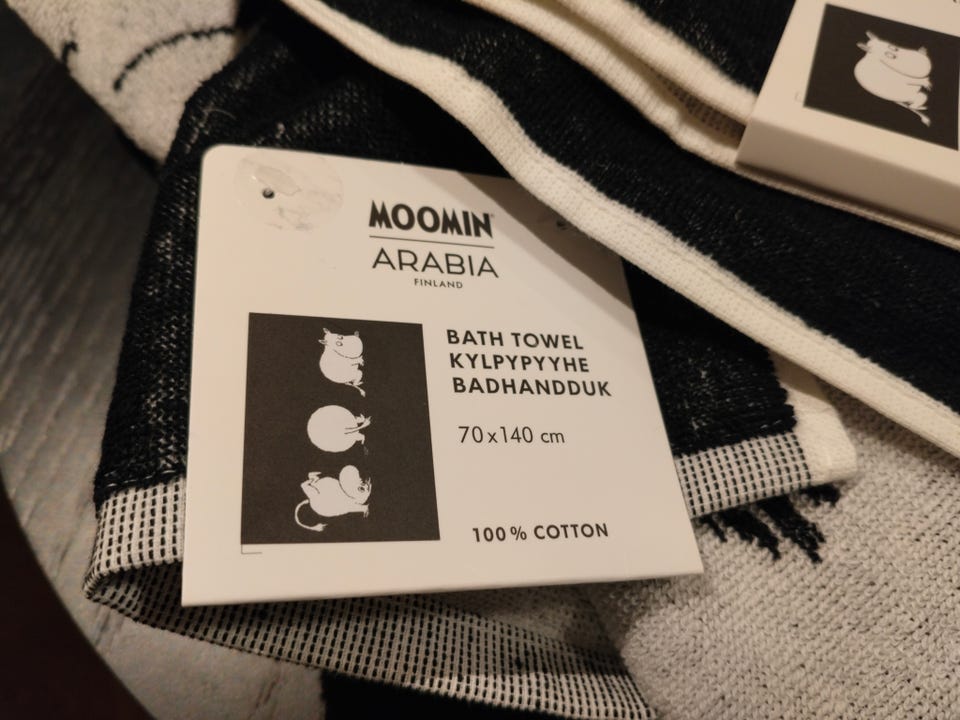 MOOMIN
ARABIA
FINLAND
BATH TOWEL
KYLPYPYYHE
BADHANDDUK
70x140 cm
100% COTTON